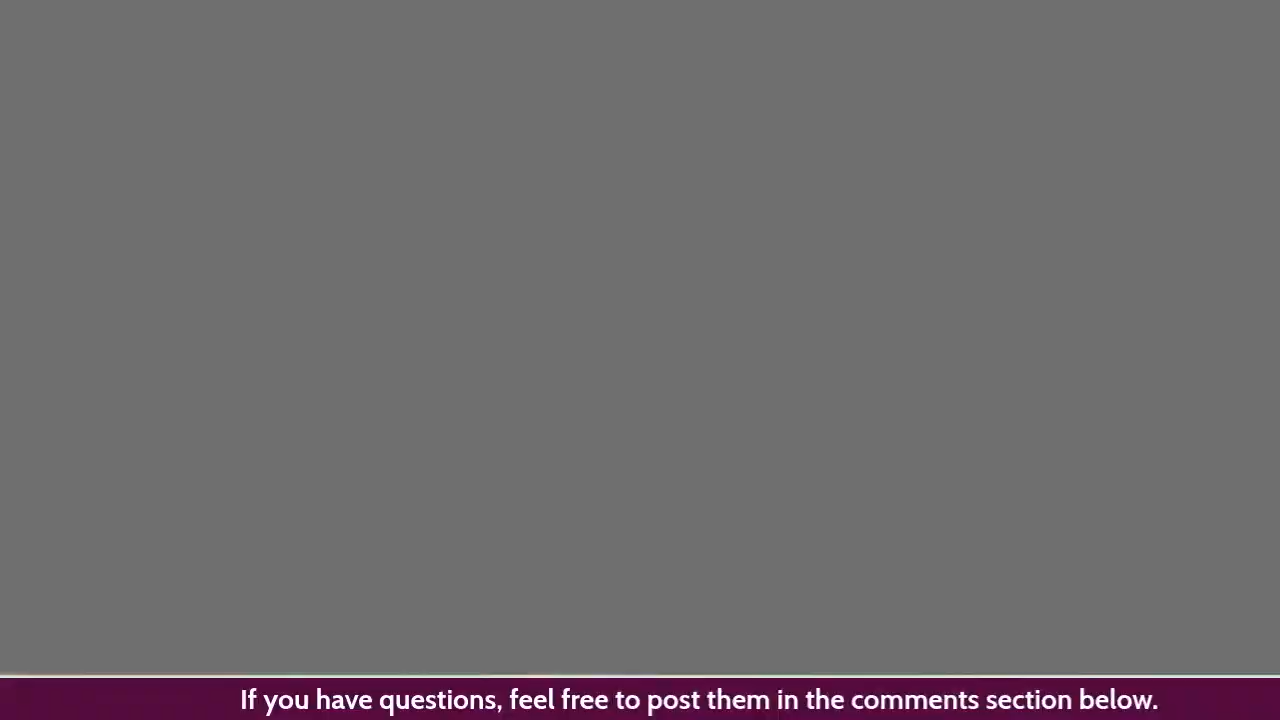 If you have questions, feel free to post them in the comments section below.